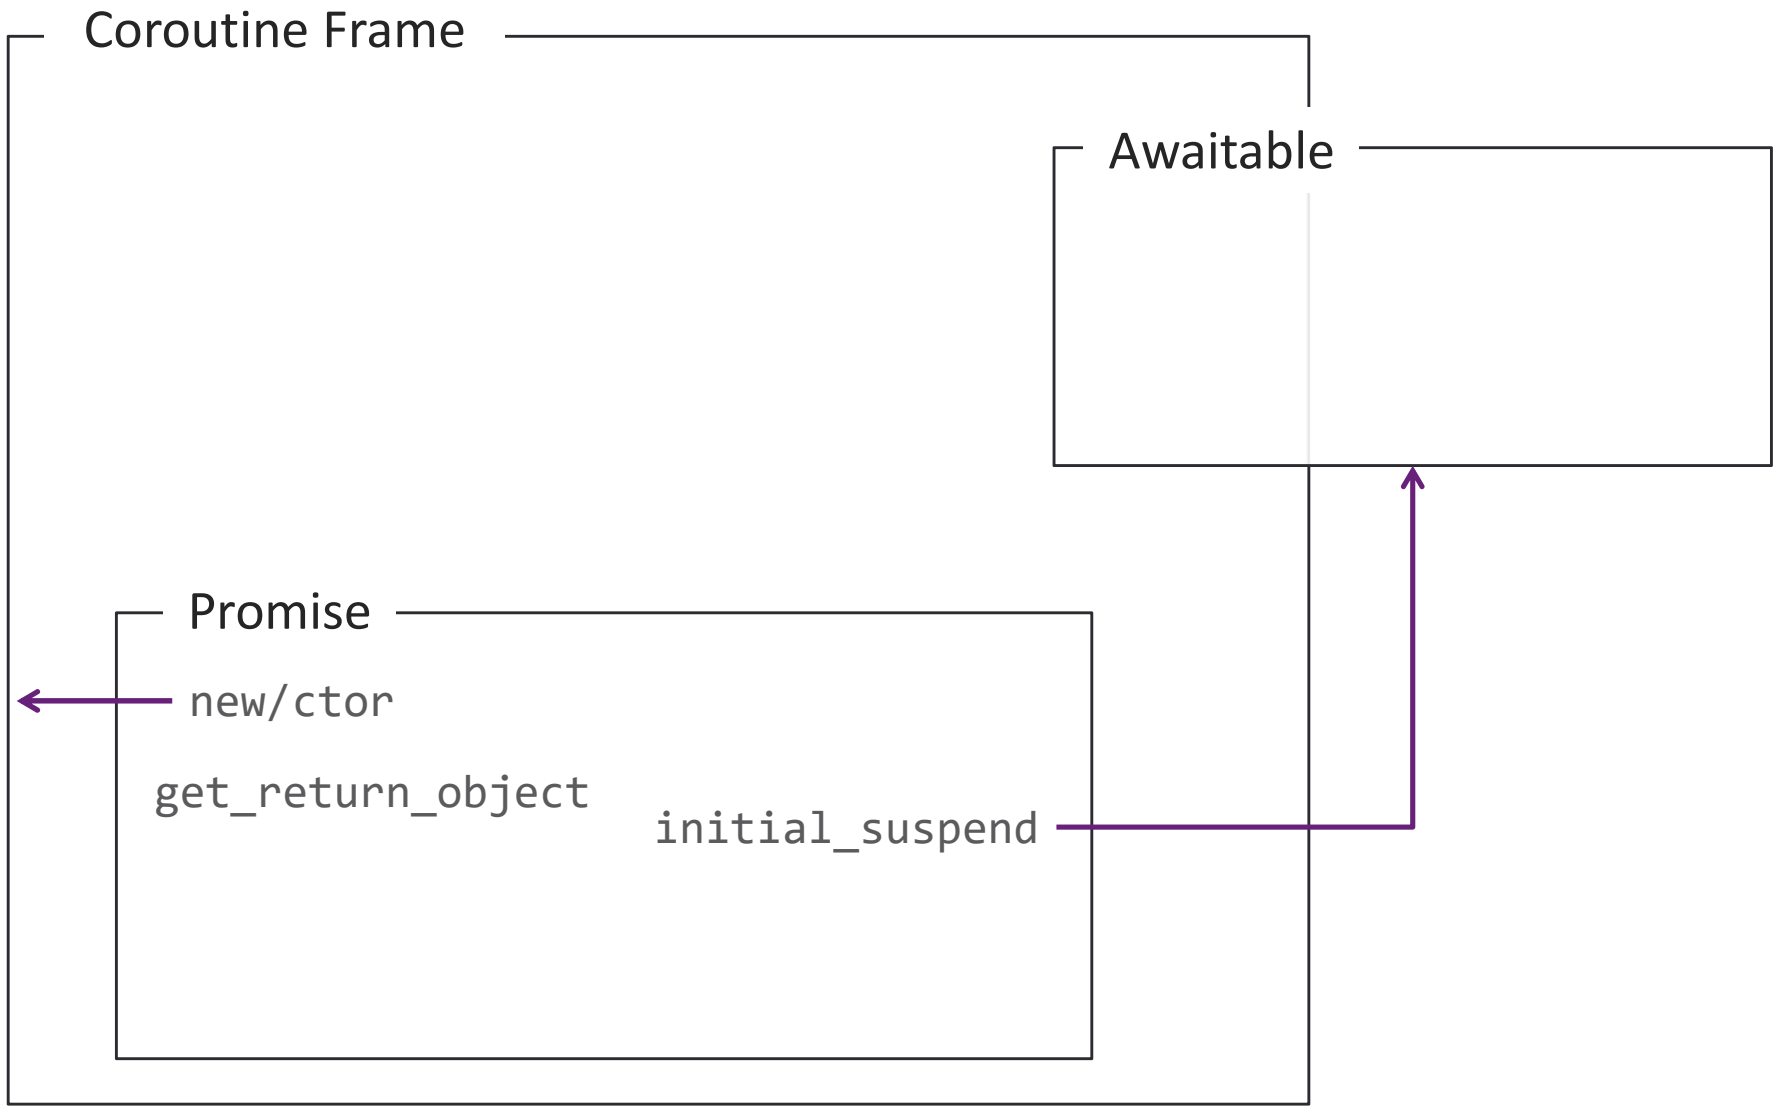 Coroutine Frame
Awaitable
Promise
new/ctor
get_return_object
initial_suspend